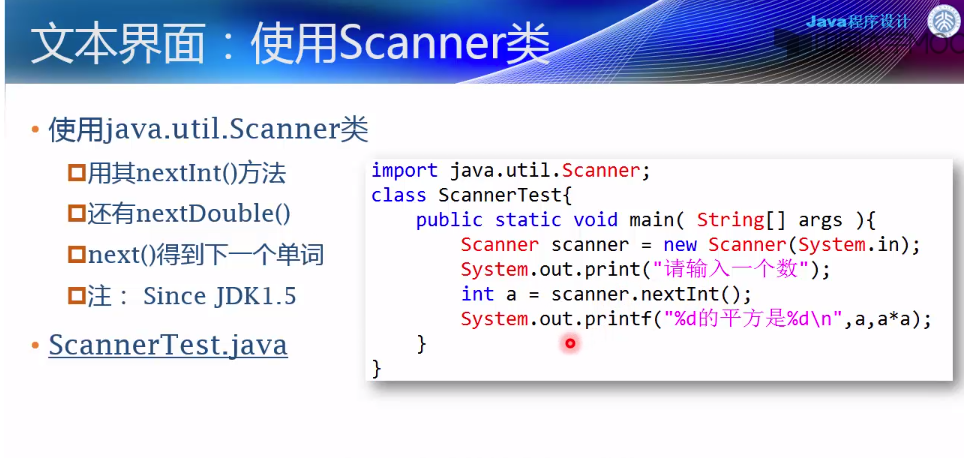 Java程序设计
文本界面：使用Scanner类
• 使用java.util.Scanner类
用其nextInt()方法
还有nextDouble()
next()得到下一个单词
注： Since JDK1.5
• ScannerTest.java
import java.util.Scanner;
class ScannerTest{
    public static void main( String[] args ){
        Scanner scanner = new Scanner(System.in);
        System.out.print("请输入一个数");
        int a = scanner.nextInt();
        System.out.printf("%d的平方是%d\n",a,a*a);
    }
}